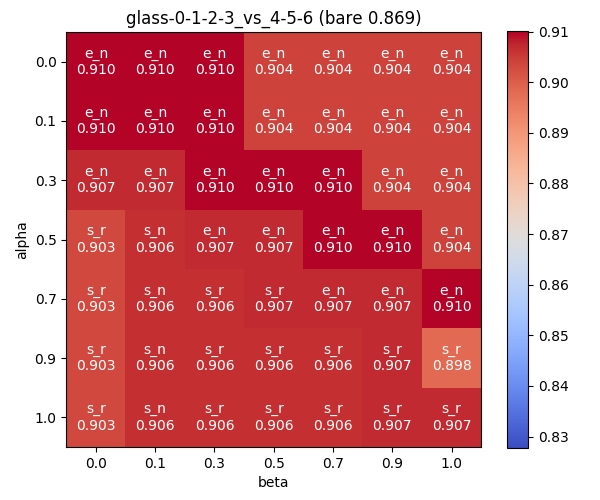 glass-0-1-2-3_vs_4-5-6 (bare 0.869)
alpha
0.0 e_n e_n e_n e_n e_n e_n e_n
0.910 0.910 0.910 0.904 0.904 0.904 0.904
0.1 e_n e_n e_n e_n e_n e_n e_n
0.910 0.910 0.910 0.904 0.904 0.904 0.904
0.3 e_n e_n e_n e_n e_n e_n e_n
0.907 0.907 0.910 0.910 0.910 0.904 0.904
0.5 s_r s_n e_n e_n e_n e_n e_n
0.903 0.906 0.907 0.907 0.910 0.910 0.904
0.7 s_r s_n s_r s_r e_n e_n e_n
0.903 0.906 0.906 0.907 0.907 0.907 0.910
0.9 s_r s_n s_r s_r s_r s_r s_r
0.903 0.906 0.906 0.906 0.906 0.907 0.898
1.0 s_r s_n s_r s_r s_r s_r s_r
0.903 0.906 0.906 0.906 0.906 0.907 0.907
0.0 0.1 0.3 0.5 0.7 0.9 1.0
beta
0.91
0.90
0.89
0.88
0.87
0.86
0.85
0.84
0.83